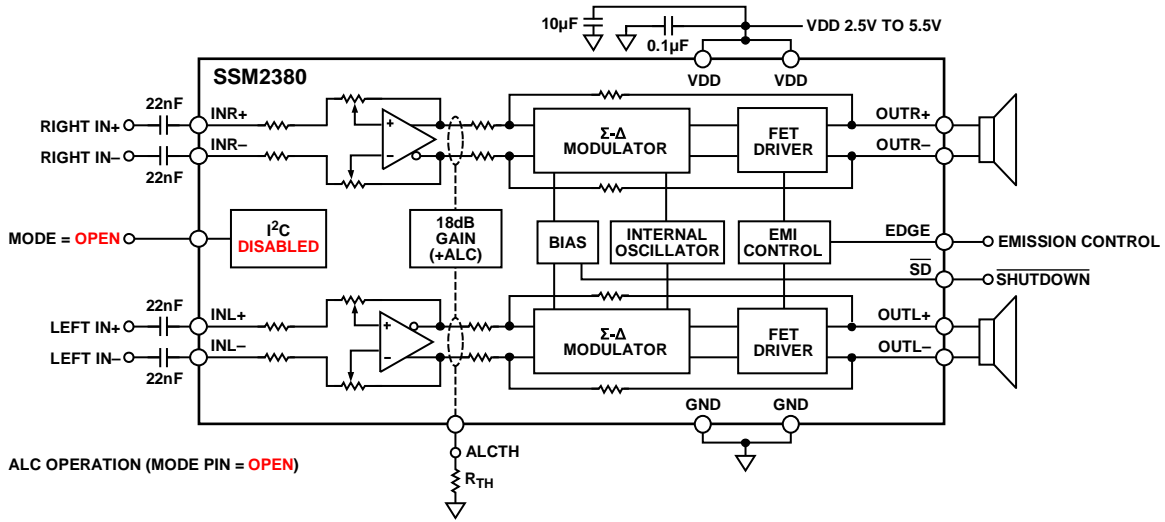 10µF
0.1µF
VDD 2.5V TO 5.5V
VDD
VDD
SSM2380
22nF
INR+
RIGHT IN+
RIGHT IN–
INR–
22nF
Σ-Δ
MODULATOR
FET
DRIVER
OUTR+
OUTR–
MODE = OPEN
I²C
DISABLED
18dB
GAIN
(+ALC)
BIAS
INTERNAL
OSCILLATOR
EMI
CONTROL
EDGE
EMISSION CONTROL
SD
SHUTDOWN
22nF
INL+
LEFT IN+
LEFT IN–
INL–
22nF
Σ-Δ
MODULATOR
FET
DRIVER
OUTL+
OUTL–
GND
GND
ALCTH
RTH
ALC OPERATION (MODE PIN = OPEN)